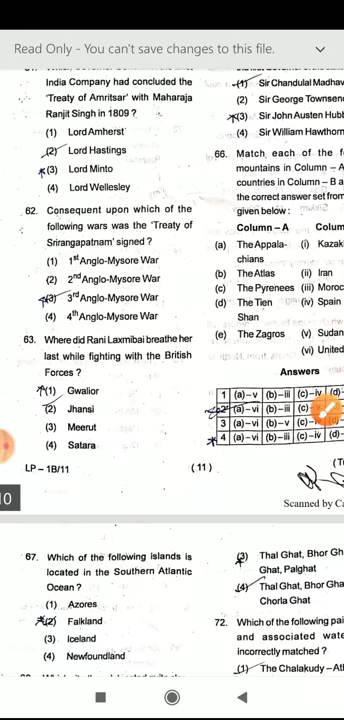 Read Only - You can't save changes to this file.
India Company had concluded the
'Treaty of Amritsar' with Maharaja
Ranjit Singh in 1809 ?
(1) Lord Amherst
(2) Lord Hastings
(3) Lord Minto
(4) Lord Wellesley
62. Consequent upon which of the
following wars was the 'Treaty of
Srirangapatnam' signed ?
(1) 1st Anglo-Mysore War
(2) 2nd Anglo-Mysore War
(3) 3rd Anglo-Mysore War
(4) 4th Anglo-Mysore War
63. Where did Rani Laxmibai breathe her
last while fighting with the British
Forces ?
(1) Gwalior
(2) Jhansi
(3) Meerut
(4) Satara
LP – 1B/11
(11)
(1) Sir Chandulal Madhav
(2) Sir George Townsen
(3) Sir John Austen Hubb
(4) Sir William Hawthorn
66. Match each of the f
mountains in Column – A
countries in Column – B a
the correct answer set from
given below :
Column – A Colum
(a) The Appala- (i) Kazak
chians
(b) The Atlas (ii) Iran
(c) The Pyrenees (iii) Moroc
(d) The Tien (iv) Spain
Shan
(e) The Zagros (v) Sudan
(vi) United
Answers
1 (a)–v (b)–iii (c)–iv (d)-
2 (a)–vi (b)–iii (c)–
3 (a)–vi (b)–v (c)–
4 (a)–vi (b)–iii (c)–iv (d)-
Scanned by Ca
10
67. Which of the following islands is
located in the Southern Atlantic
Ocean ?
(1) Azores
(2) Falkland
(3) Iceland
(4) Newfoundland
(3) Thal Ghat, Bhor Gh
Ghat, Palghat
(4) Thal Ghat, Bhor Gha
Chorla Ghat
72. Which of the following pai
and associated wate
incorrectly matched ?
(1) The Chalakudy – Ath